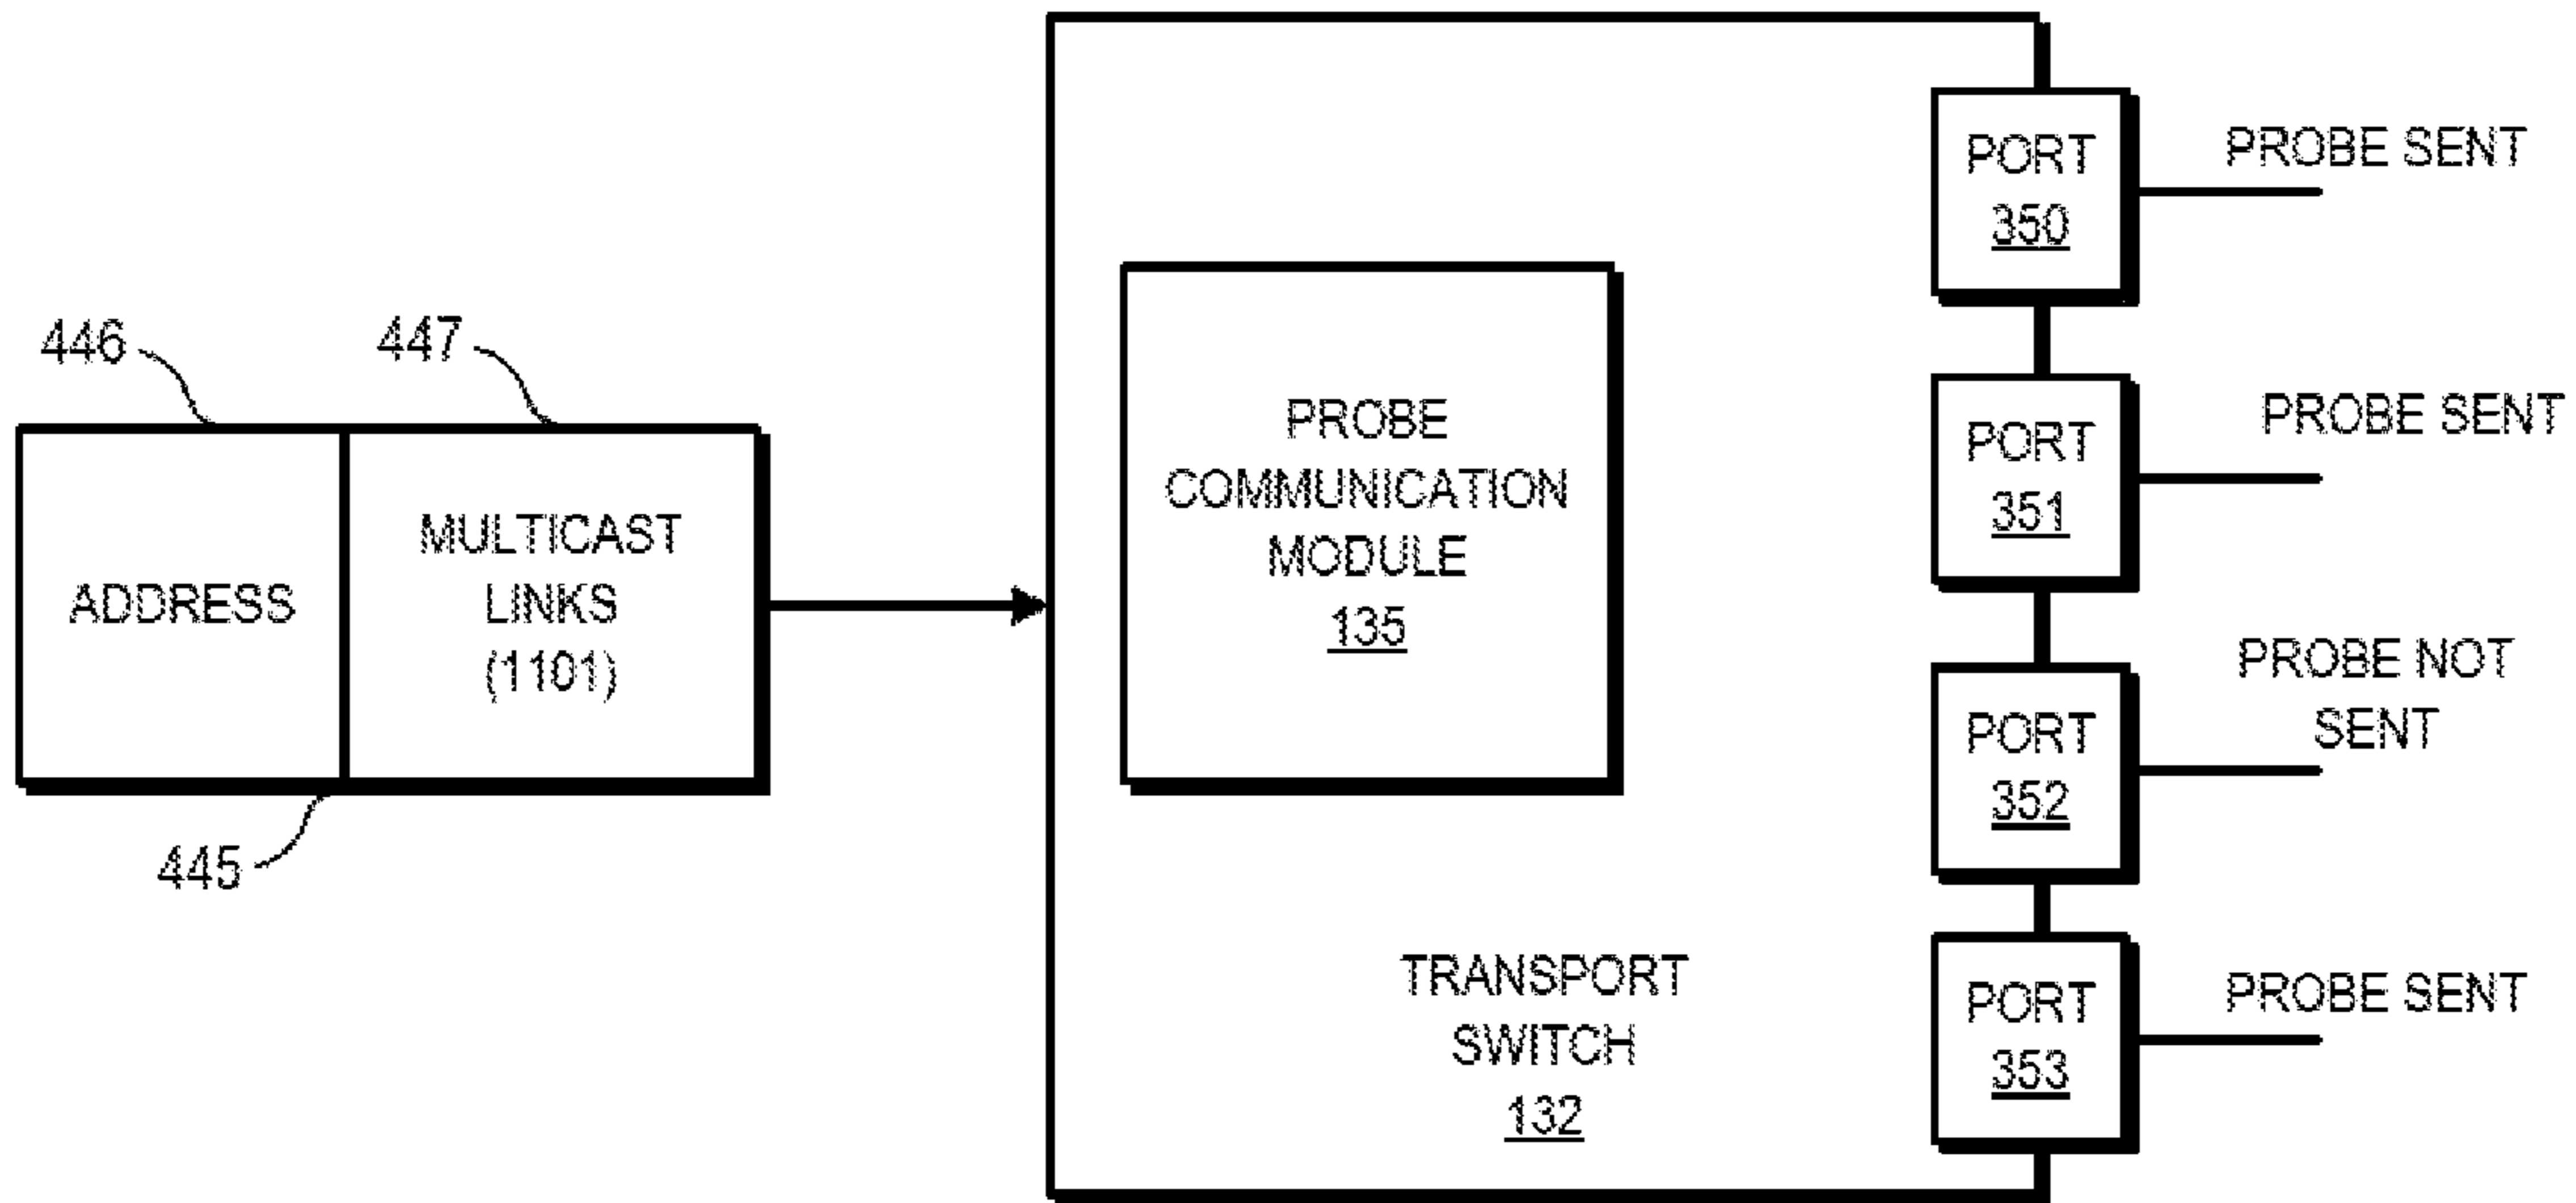 446
447
ADDRESS
MULTICAST
LINKS
(1101)
445
PROBE
COMMUNICATION
MODULE
135
TRANSPORT
SWITCH
132
PORT
350
PROBE SENT
PORT
351
PROBE SENT
PORT
352
PROBE NOT
SENT
PORT
353
PROBE SENT